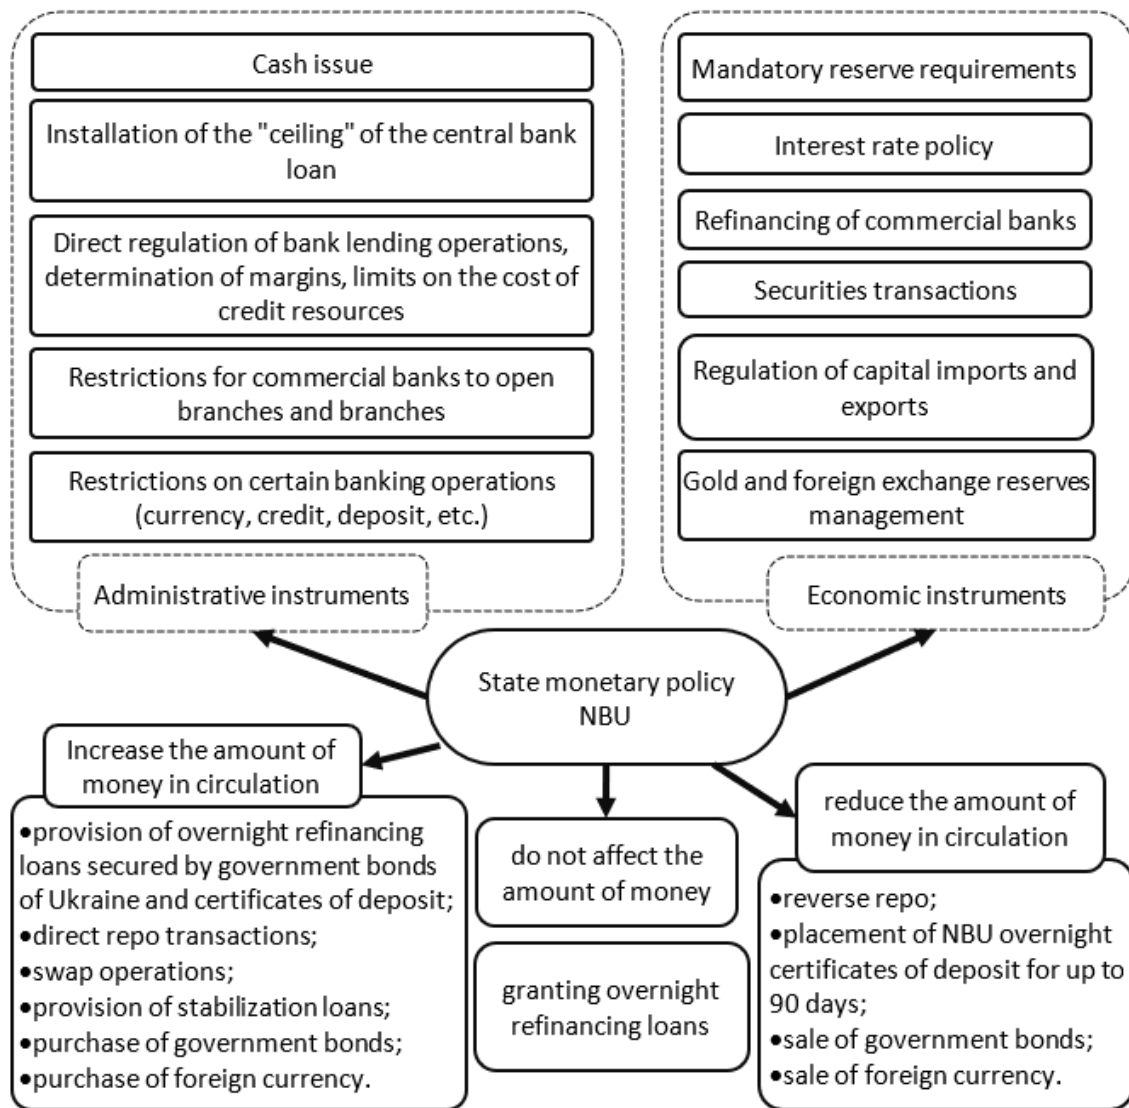 Cash issue
Installation of the "ceiling" of the central bank
loan
Direct regulation of bank lending operations,
determination of margins, limits on the cost of
credit resources
Restrictions for commercial banks to open
branches and branches
Restrictions on certain banking operations
(currency, credit, deposit, etc.)
Administrative instruments
Mandatory reserve requirements
Interest rate policy
Refinancing of commercial banks
Securities transactions
Regulation of capital imports and
exports
Gold and foreign exchange reserves
management
Economic instruments
State monetary policy
NBU
Increase the amount of
money in circulation
•provision of overnight refinancing
loans secured by government bonds
of Ukraine and certificates of deposit;
•direct repo transactions;
•swap operations;
•provision of stabilization loans;
•purchase of government bonds;
•purchase of foreign currency.
do not affect the
amount of money
granting overnight
refinancing loans
reduce the amount of
money in circulation
•reverse repo;
•placement of NBU overnight
certificates of deposit for up to
90 days;
•sale of government bonds;
•sale of foreign currency.